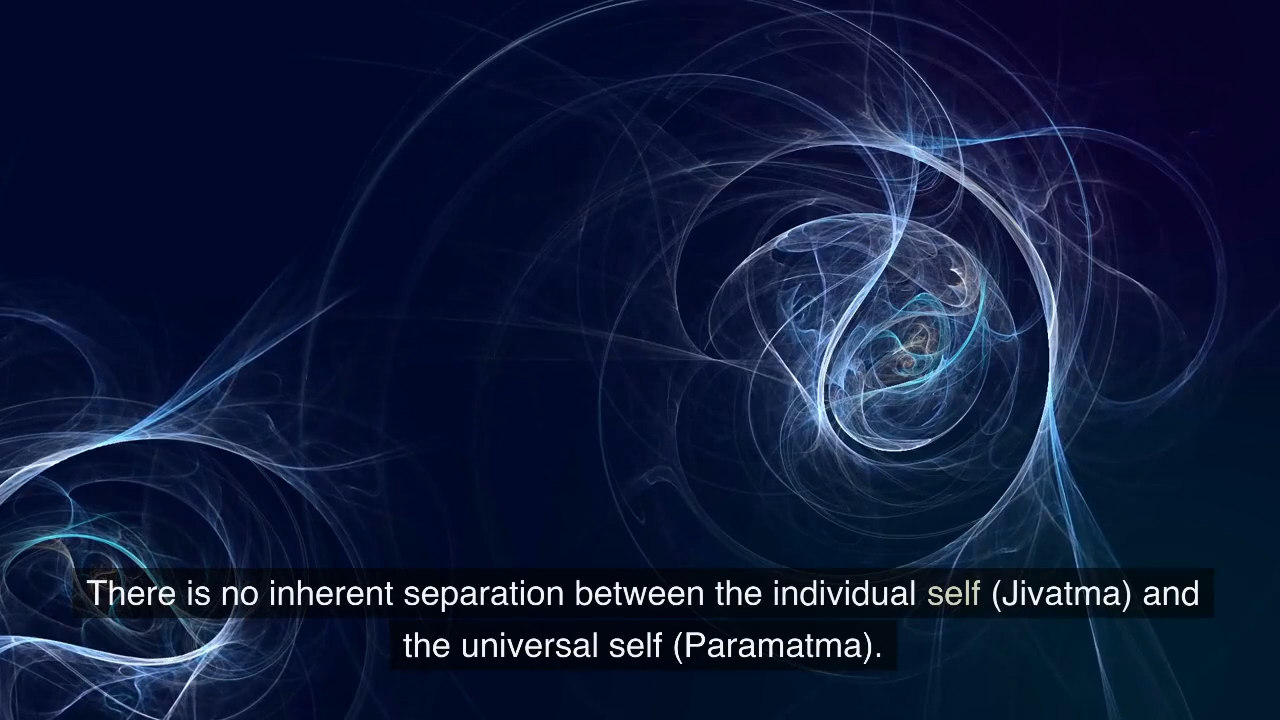 There is no inherent separation between the individual self (Jivatma) and
the universal self (Paramatma).